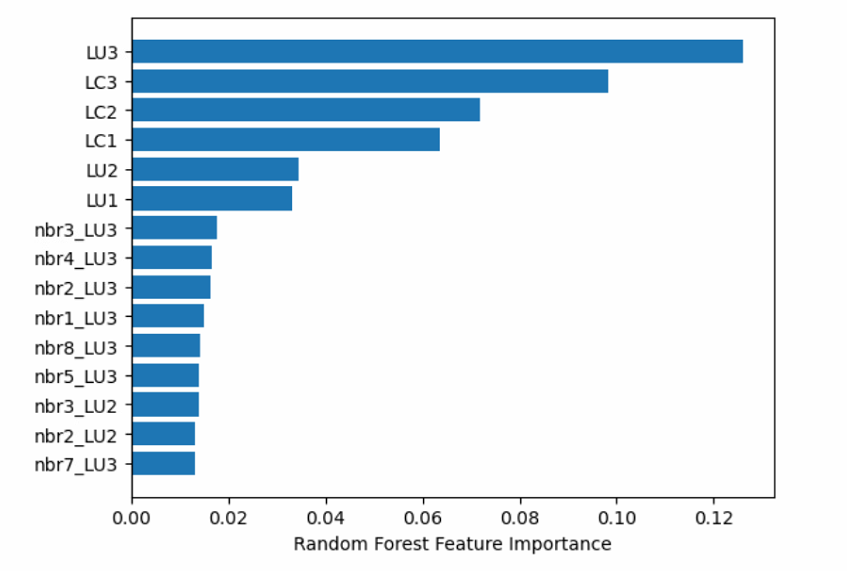 LU3
LC3
LC2
LC1
LU2
LU1
nbr3_LU3
nbr4_LU3
nbr2_LU3
nbr1_LU3
nbr8_LU3
nbr5_LU3
nbr3_LU2
nbr2_LU2
nbr7_LU3
0.00 0.02 0.04 0.06 0.08 0.10 0.12
Random Forest Feature Importance